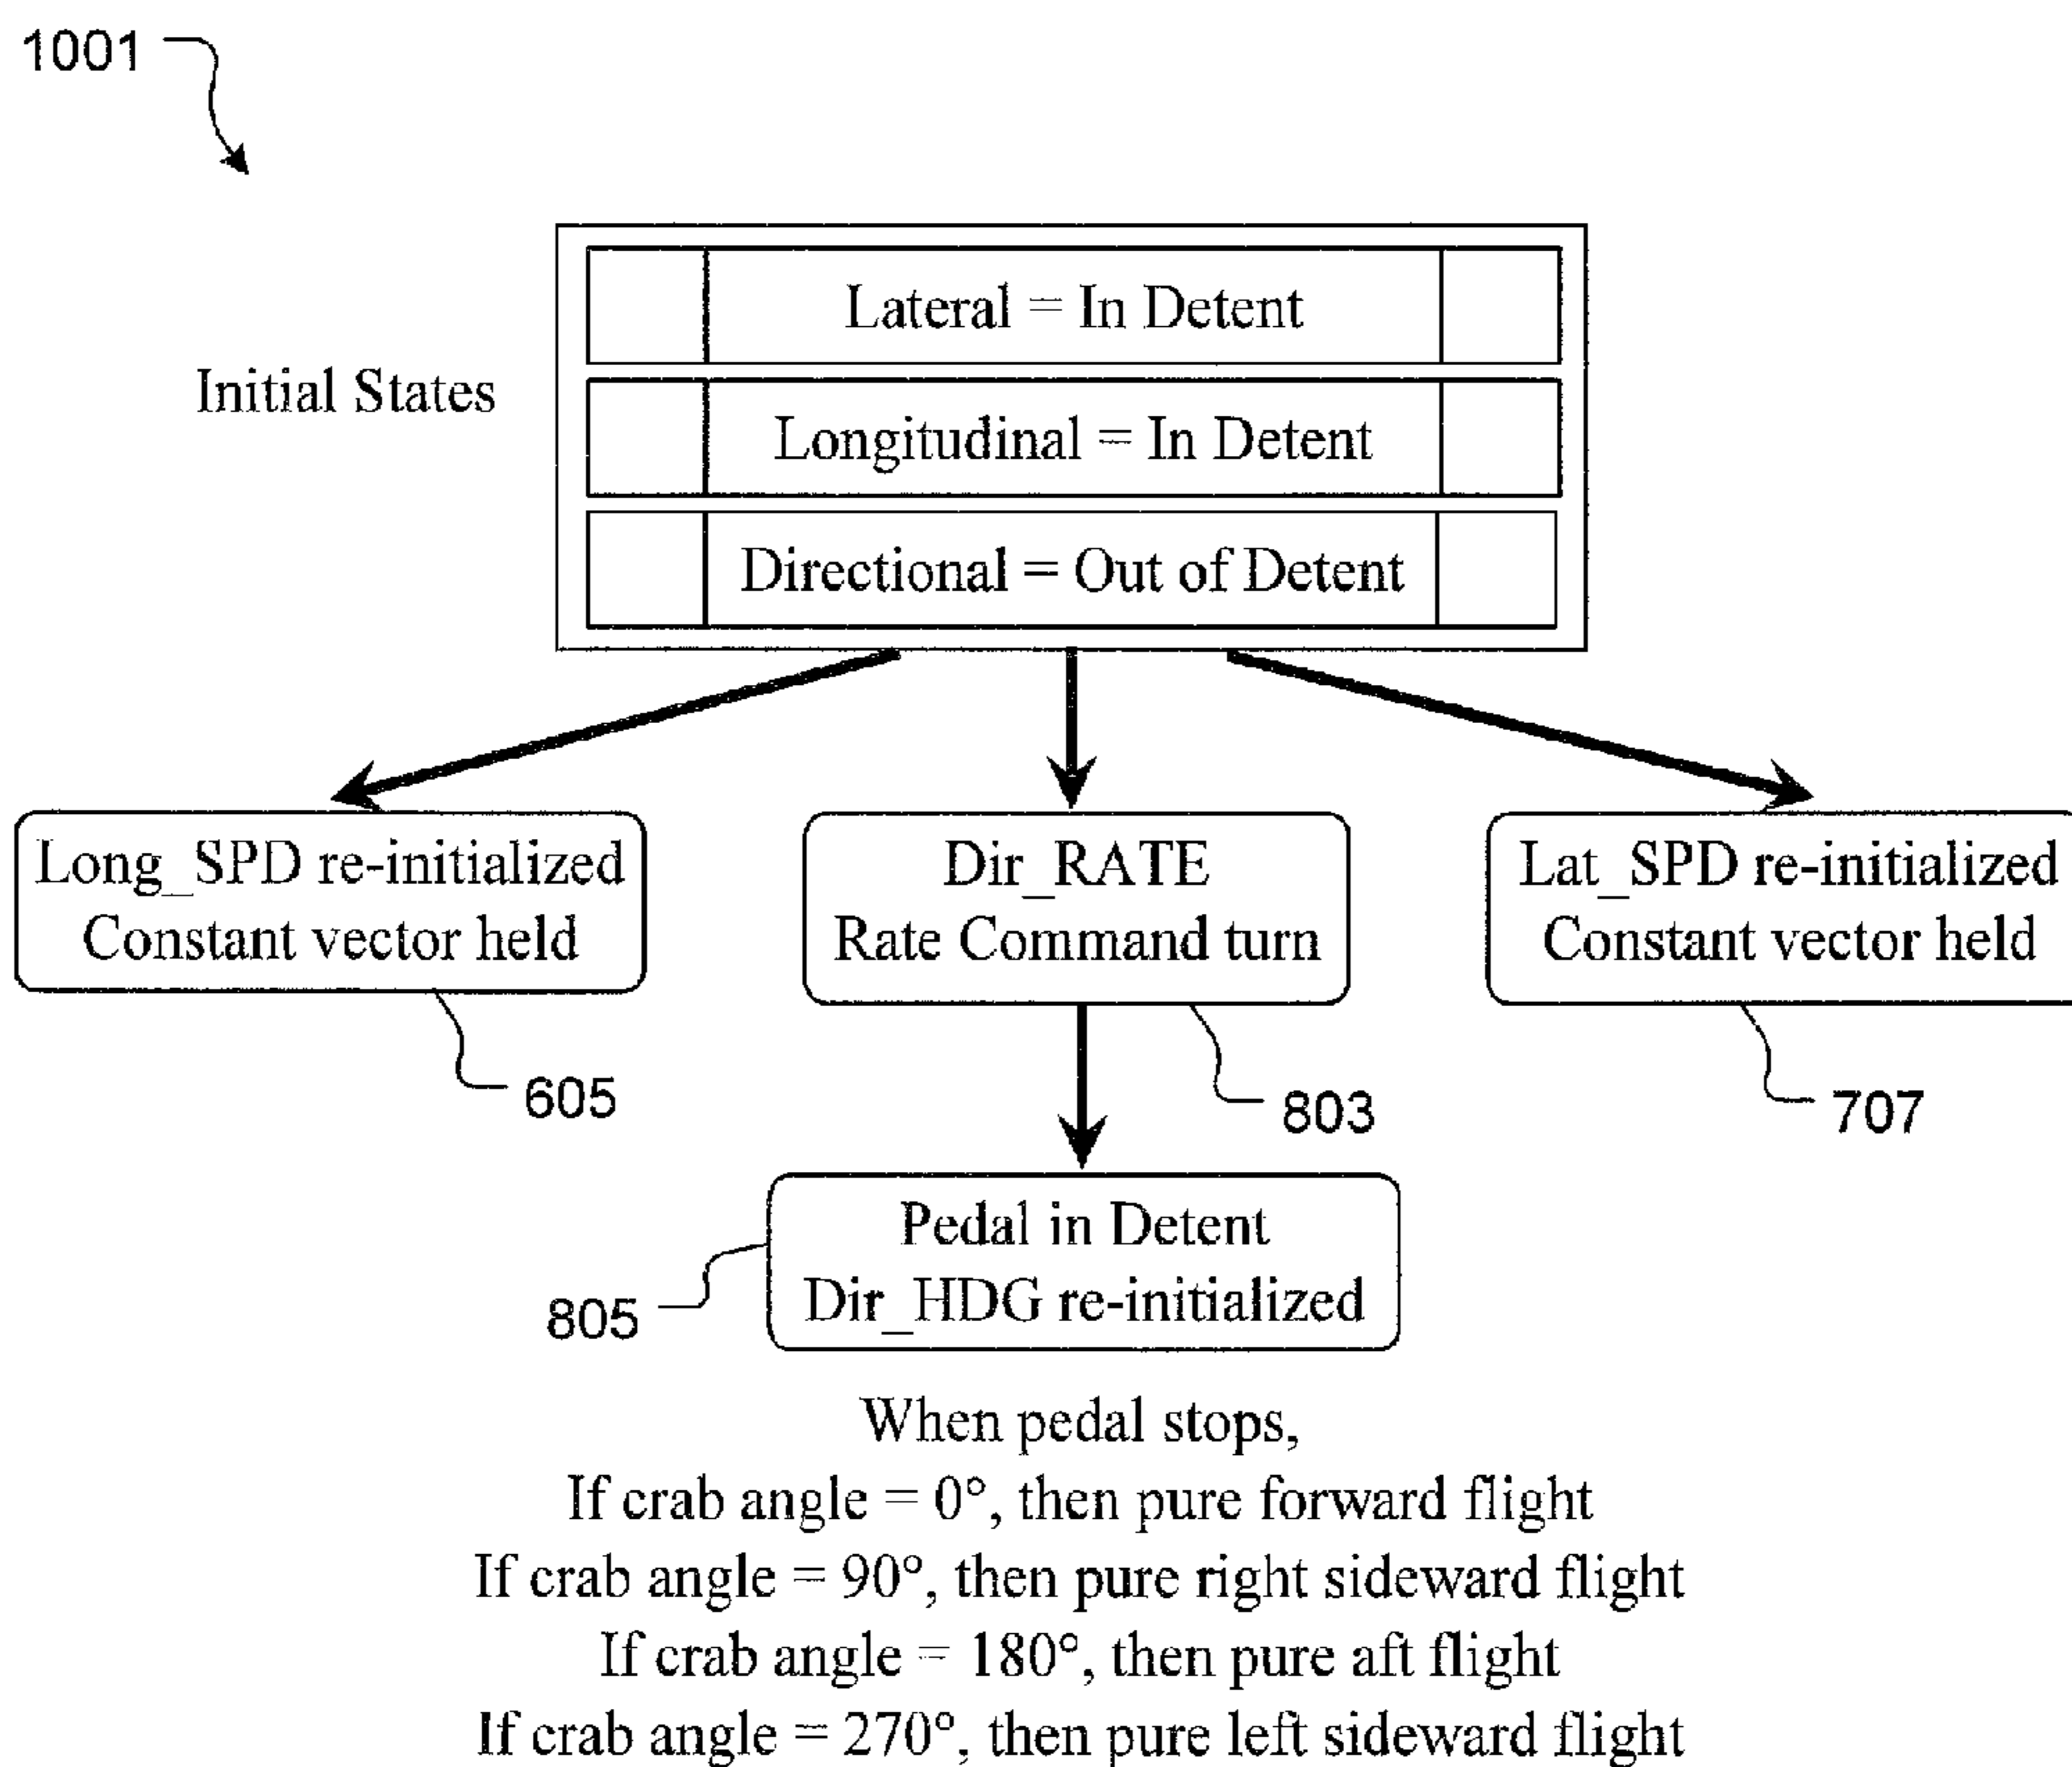 1001
Initial States
Lateral = In Detent
Longitudinal = In Detent
Directional = Out of Detent
Long_SPD re-initialized
Constant vector held
Dir_RATE
Rate Command turn
Lat_SPD re-initialized
Constant vector held
605
803
707
Pedal in Detent
Dir_HDG re-initialized
805
When pedal stops,
If crab angle = 0°, then pure forward flight
If crab angle = 90°, then pure right sideward flight
If crab angle = 180°, then pure aft flight
If crab angle = 270°, then pure left sideward flight